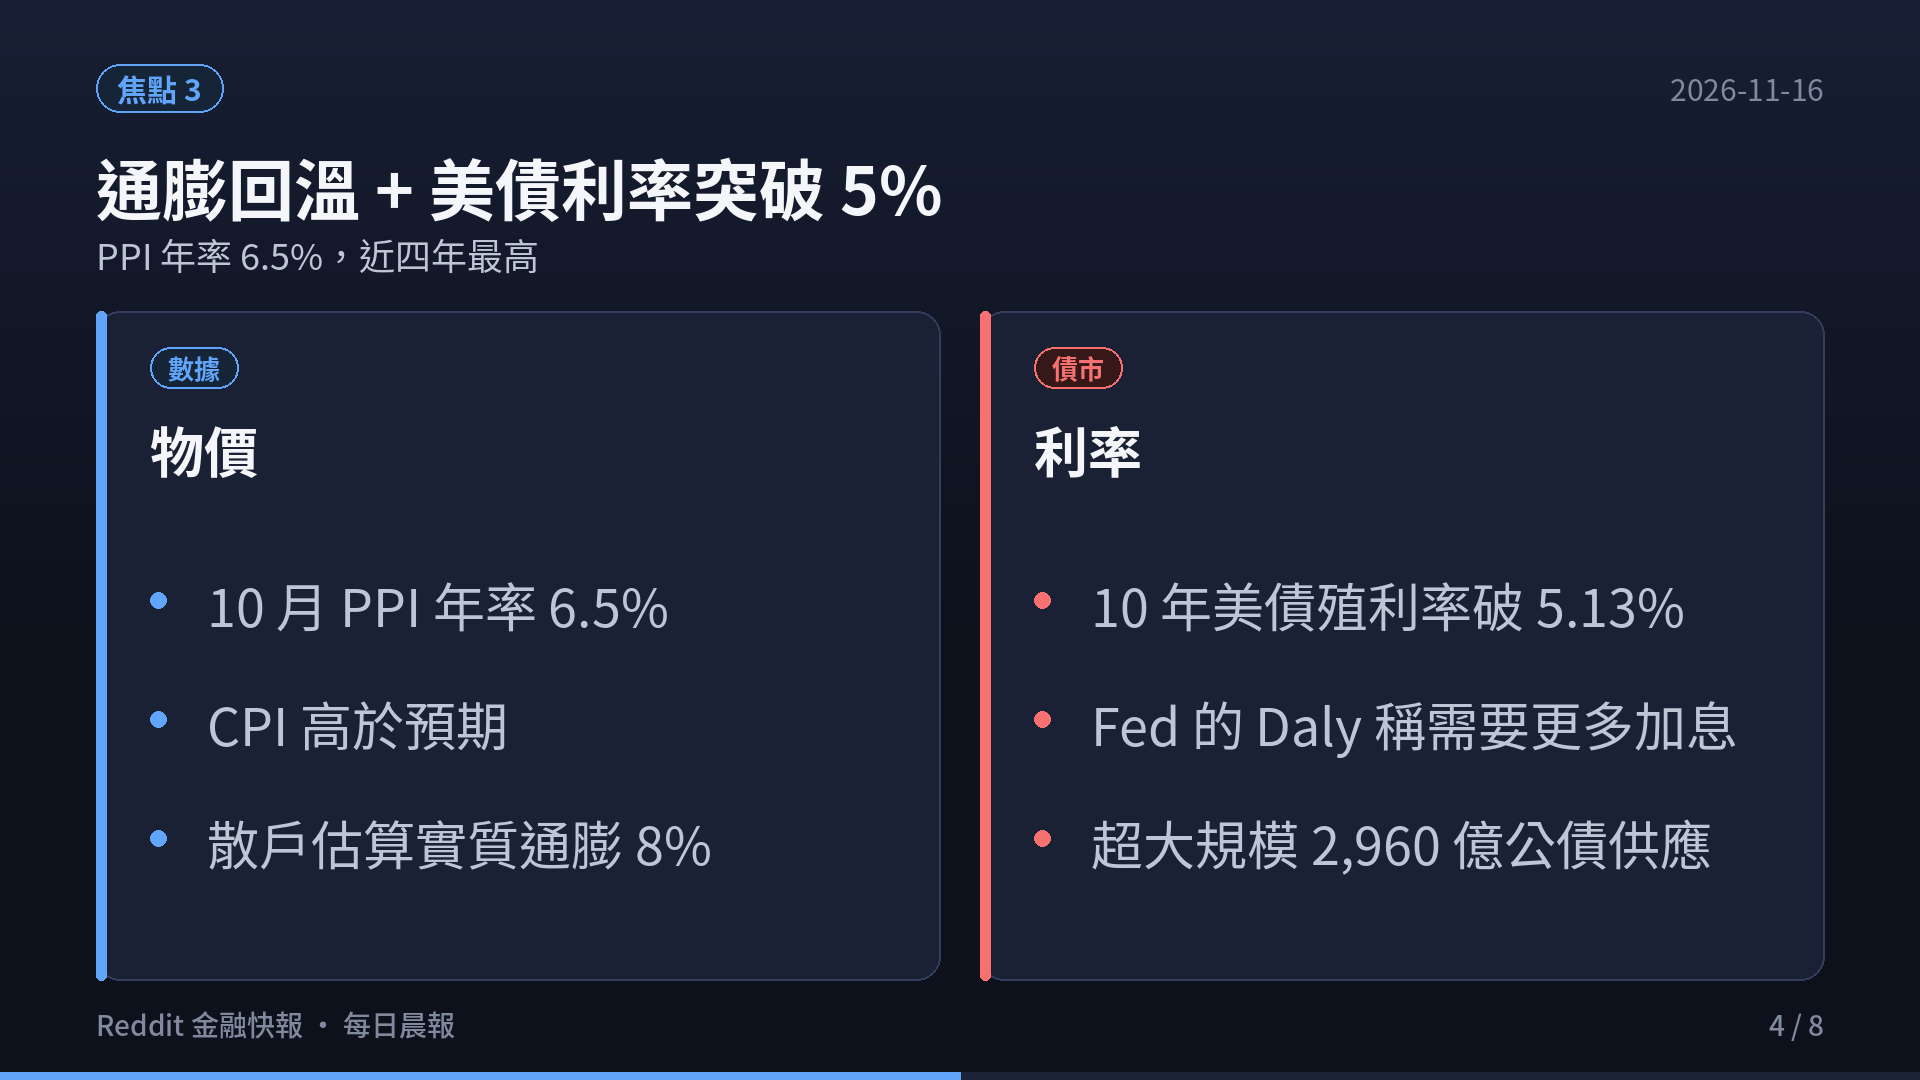 焦點 3
2026-11-16
通膨回溫 + 美債利率突破 5%
PPI 年率 6.5%，近四年最高
數據
物價
10 月 PPI 年率 6.5%
CPI 高於預期
散戶估算實質通膨 8%
債市
利率
10 年美債殖利率破 5.13%
Fed 的 Daly 稱需要更多加息
超大規模 2,960 億公債供應
Reddit 金融快報 • 每日晨報
4 / 8